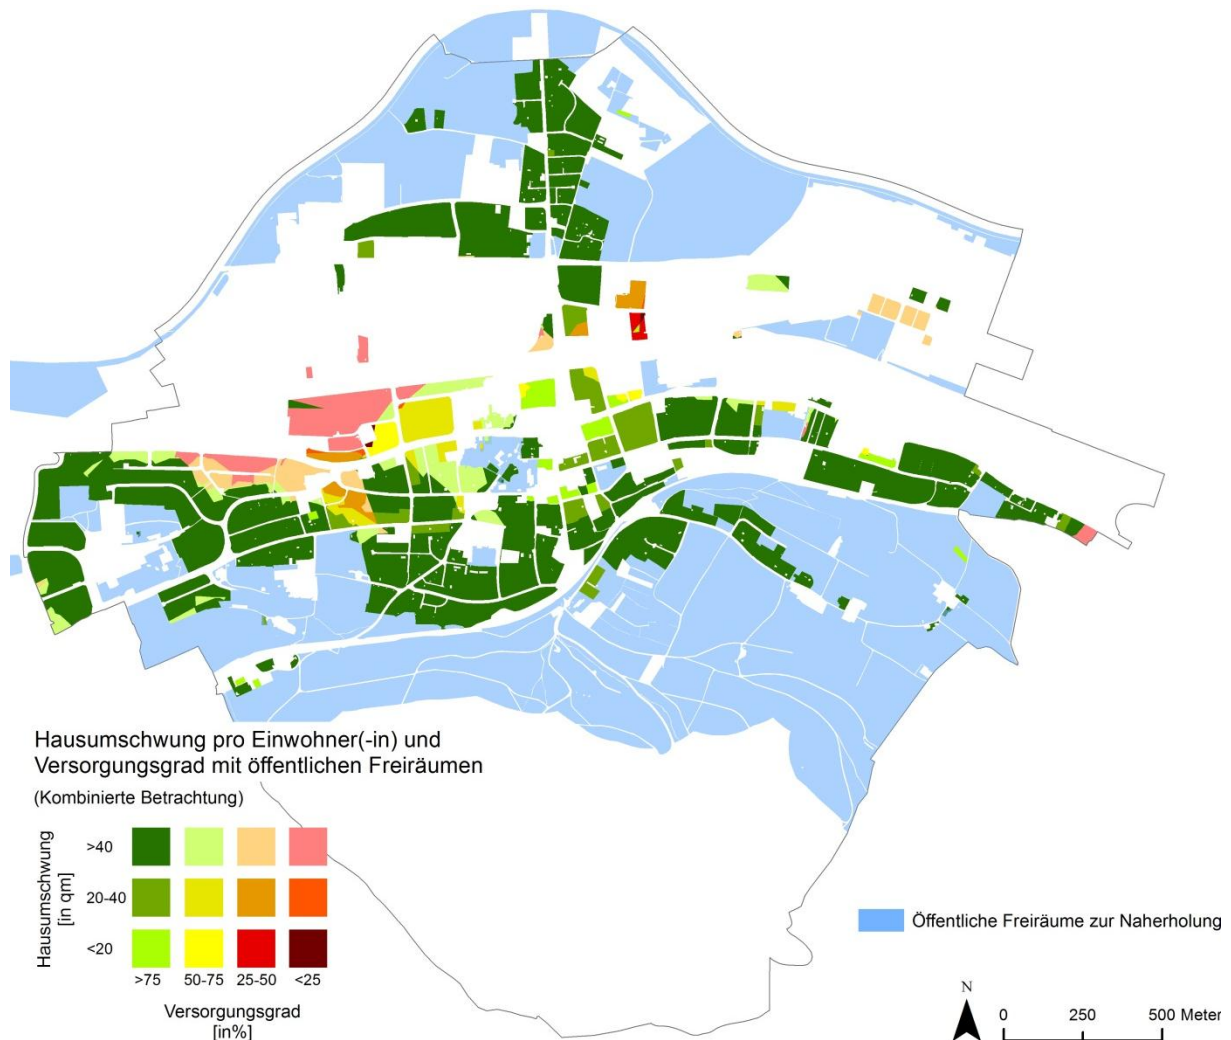 Hausumschwung pro Einwohner(-in) und
Versorgungsgrad mit öffentlichen Freiräumen
(Kombinierte Betrachtung)
Hausumschwung
[in qm]
>40
20-40
<20
>75 50-75 25-50 <25
Versorgungsgrad
[in%]
Öffentliche Freiräume zur Naherholung
N
0 250 500 Meter